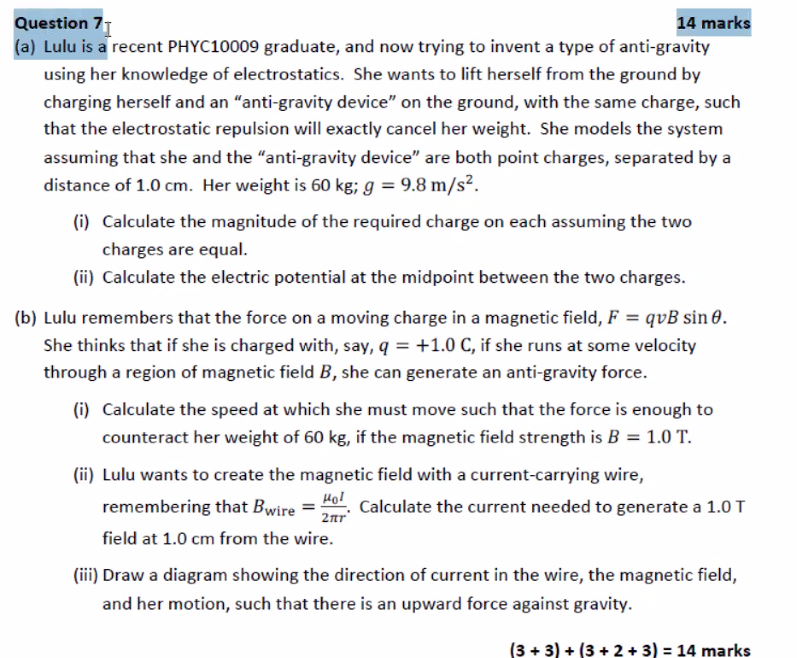 Question 7 14 marks
(a) Lulu is a recent PHYC10009 graduate, and now trying to invent a type of anti-gravity
using her knowledge of electrostatics. She wants to lift herself from the ground by
charging herself and an “anti-gravity device” on the ground, with the same charge, such
that the electrostatic repulsion will exactly cancel her weight. She models the system
assuming that she and the “anti-gravity device” are both point charges, separated by a
distance of 1.0 cm. Her weight is 60 kg; g = 9.8 m/s².
(i) Calculate the magnitude of the required charge on each assuming the two
charges are equal.
(ii) Calculate the electric potential at the midpoint between the two charges.
(b) Lulu remembers that the force on a moving charge in a magnetic field, F = qvB sin θ.
She thinks that if she is charged with, say, q = +1.0 C, if she runs at some velocity
through a region of magnetic field B, she can generate an anti-gravity force.
(i) Calculate the speed at which she must move such that the force is enough to
counteract her weight of 60 kg, if the magnetic field strength is B = 1.0 T.
(ii) Lulu wants to create the magnetic field with a current-carrying wire,
remembering that B_wire = μ₀I/2πr. Calculate the current needed to generate a 1.0 T
field at 1.0 cm from the wire.
(iii) Draw a diagram showing the direction of current in the wire, the magnetic field,
and her motion, such that there is an upward force against gravity.
(3 + 3) + (3 + 2 + 3) = 14 marks